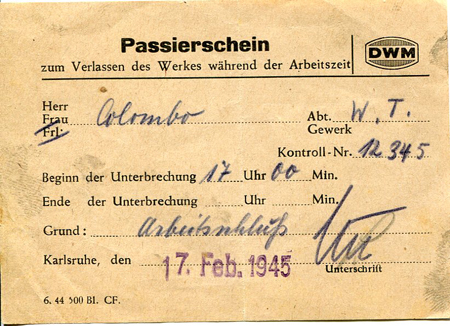 Passierschein
zum Verlassen des Werkes während der Arbeitszeit
DWM
Herr
Frau Colombo Abt. W. T.
Frl. Gewerk
Kontroll-Nr. 12 345
Beginn der Unterbrechung 17 Uhr 00 Min.
Ende der Unterbrechung Uhr Min.
Grund: Arbeitsschluß
Karlsruhe, den 17. Feb. 1945
Unterschrift
6. 44 500 Bl. CF.